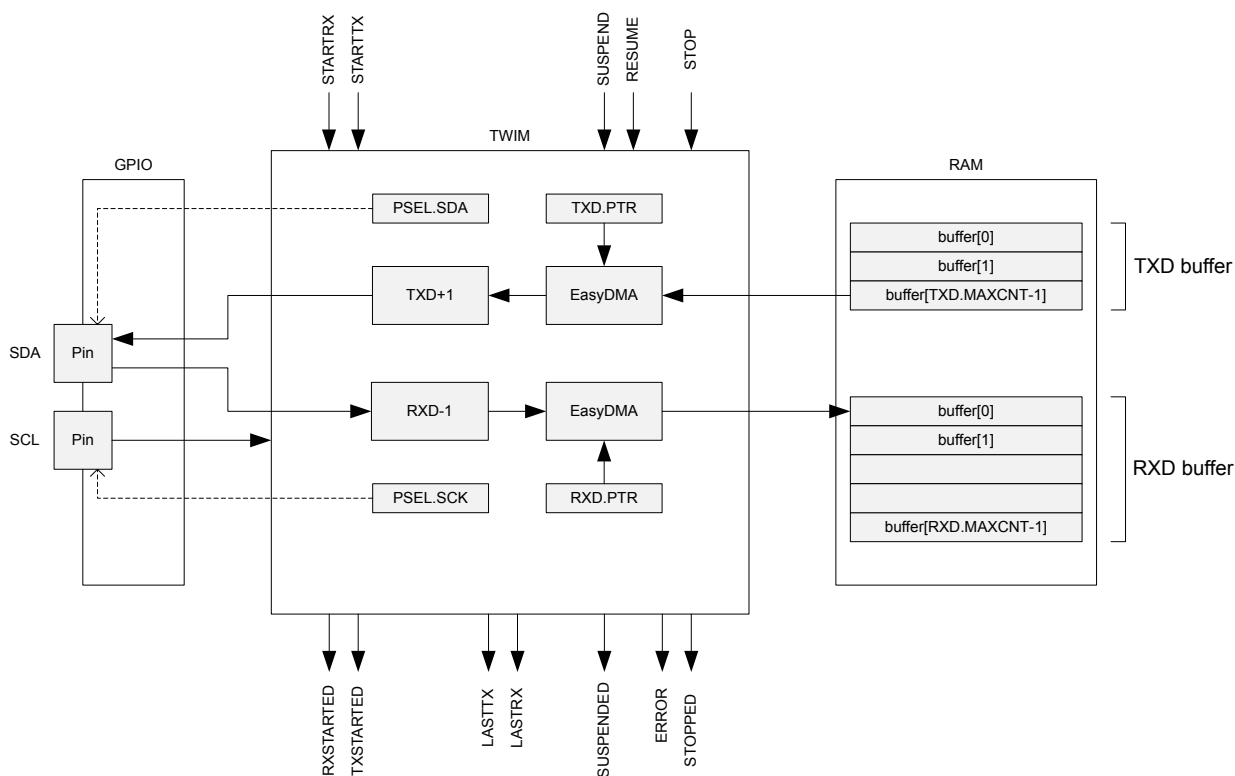 STARTRX
STARTTX
SUSPEND
RESUME
STOP
TWIM
GPIO
RAM
PSEL.SDA
TXD.PTR
buffer[0]
buffer[1]
buffer[TXD.MAXCNT-1]
TXD buffer
TXD+1
EasyDMA
SDA
Pin
RXD-1
EasyDMA
buffer[0]
buffer[1]
buffer[RXD.MAXCNT-1]
RXD buffer
SCL
Pin
PSEL.SCK
RXD.PTR
RXSTARTED
TXSTARTED
LASTTX
LASTRX
SUSPENDED
ERROR
STOPPED